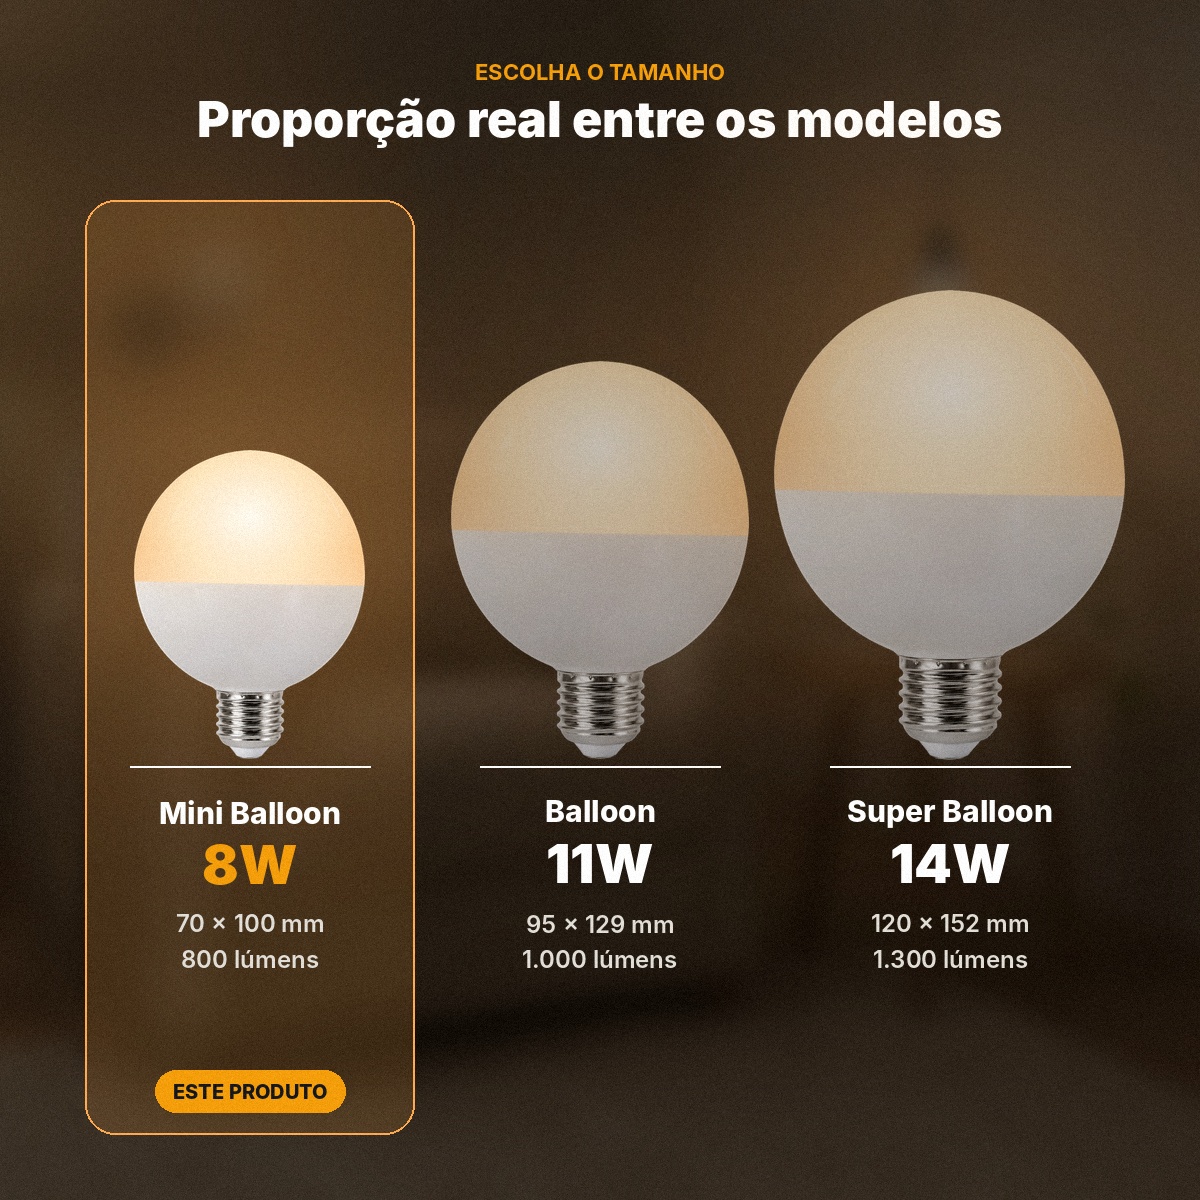 ESCOLHA O TAMANHO
Proporção real entre os modelos
Mini Balloon
8W
70 × 100 mm
800 lúmens
ESTE PRODUTO
Balloon
11W
95 × 129 mm
1.000 lúmens
Super Balloon
14W
120 × 152 mm
1.300 lúmens